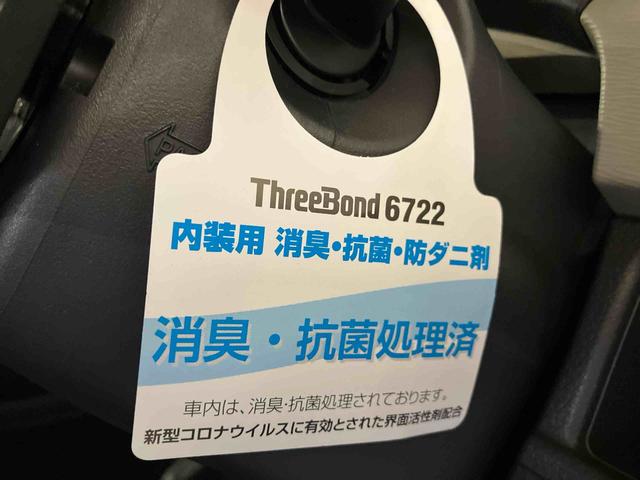 ThreeBond 6722
内装用 消臭・抗菌・防ダニ剤
消臭・抗菌処理済
車内は、消臭・抗菌処理されております。
新型コロナウイルスに有効とされた界面活性剤配合